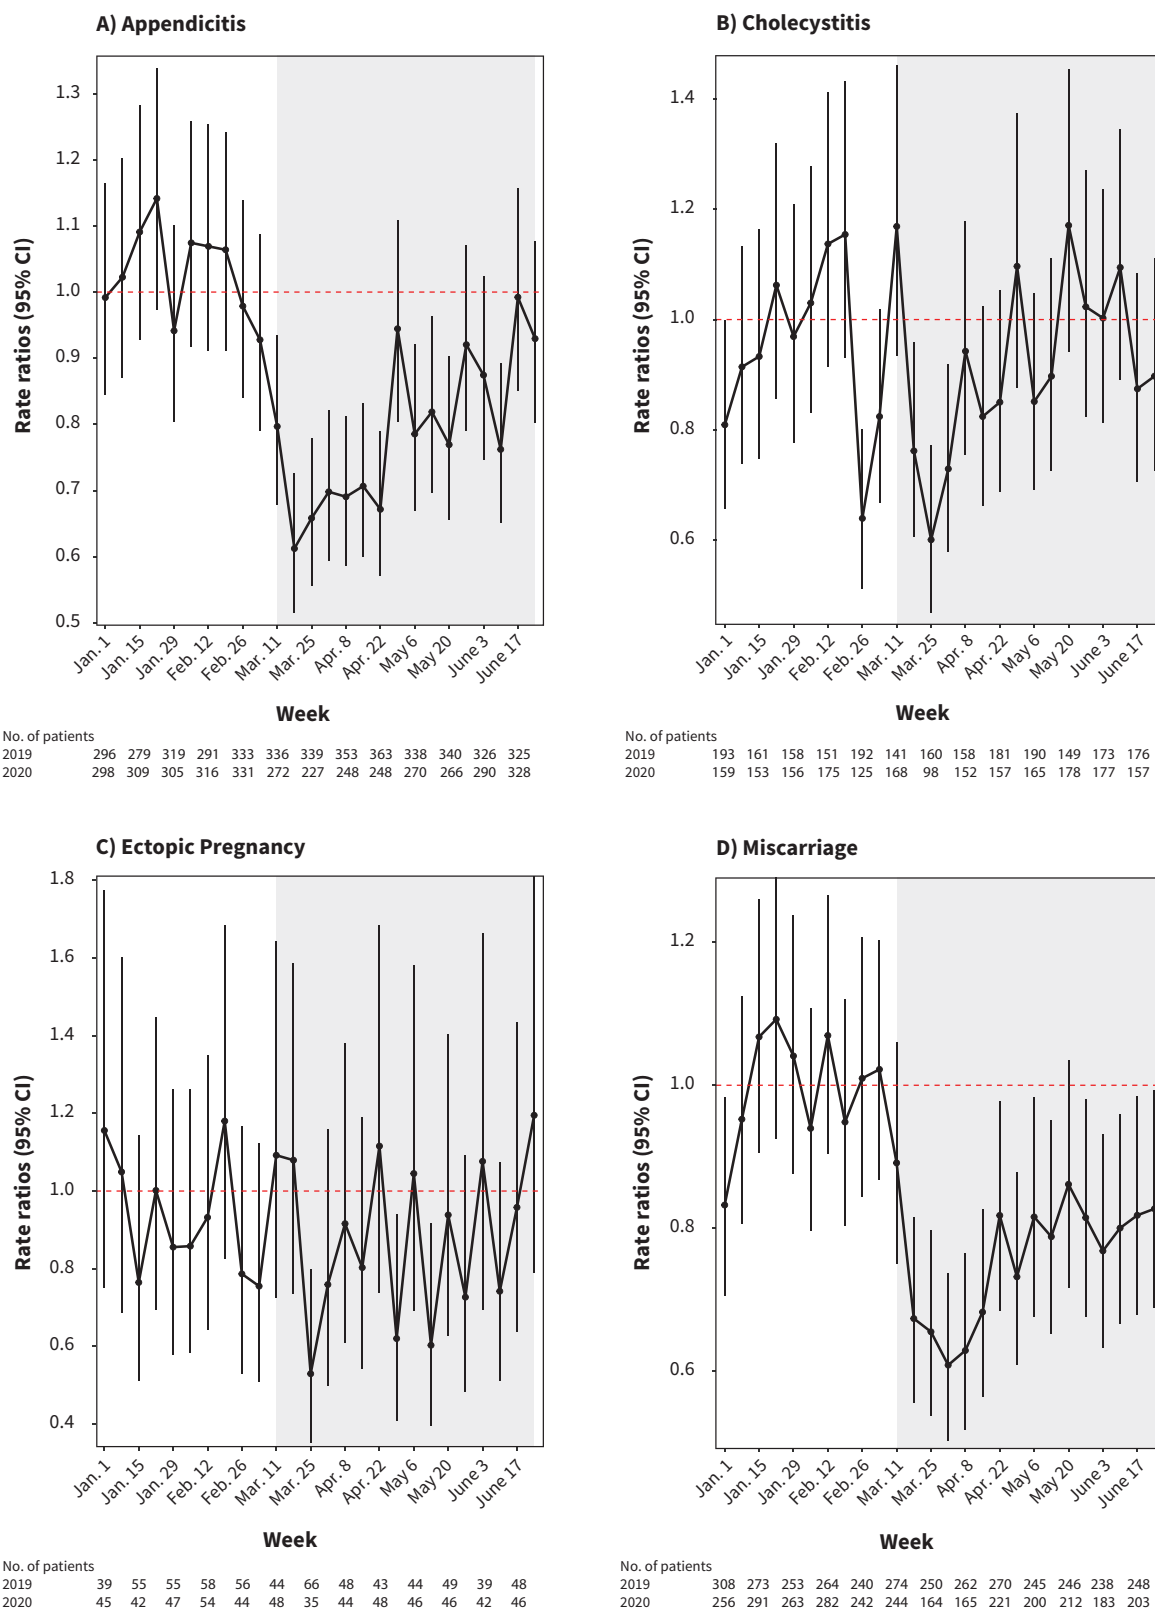 A) Appendicitis
Rate ratios (95% CI)
1.3
1.2
1.1
1.0
0.9
0.8
0.7
0.6
0.5
Jan. 1 Jan. 15 Jan. 29 Feb. 12 Feb. 26 Mar. 11 Mar. 25 Apr. 8 Apr. 22 May 6 May 20 June 3 June 17
Week
No. of patients
2019 296 279 319 291 333 336 339 353 363 338 340 326 325
2020 298 309 305 316 331 272 227 248 248 270 266 290 328
B) Cholecystitis
Rate ratios (95% CI)
1.4
1.2
1.0
0.8
0.6
Jan. 1 Jan. 15 Jan. 29 Feb. 12 Feb. 26 Mar. 11 Mar. 25 Apr. 8 Apr. 22 May 6 May 20 June 3 June 17
Week
No. of patients
2019 193 161 158 151 192 141 160 158 181 190 149 173 176
2020 159 153 156 175 125 168 98 152 157 165 178 177 157
C) Ectopic Pregnancy
Rate ratios (95% CI)
1.8
1.6
1.4
1.2
1.0
0.8
0.6
0.4
Jan. 1 Jan. 15 Jan. 29 Feb. 12 Feb. 26 Mar. 11 Mar. 25 Apr. 8 Apr. 22 May 6 May 20 June 3 June 17
Week
No. of patients
2019 39 55 55 58 56 44 66 48 43 44 49 39 48
2020 45 42 47 54 44 48 35 44 48 46 46 42 46
D) Miscarriage
Rate ratios (95% CI)
1.2
1.0
0.8
0.6
Jan. 1 Jan. 15 Jan. 29 Feb. 12 Feb. 26 Mar. 11 Mar. 25 Apr. 8 Apr. 22 May 6 May 20 June 3 June 17
Week
No. of patients
2019 308 273 253 264 240 274 250 262 270 245 246 238 248
2020 256 291 263 282 242 244 164 165 221 200 212 183 203